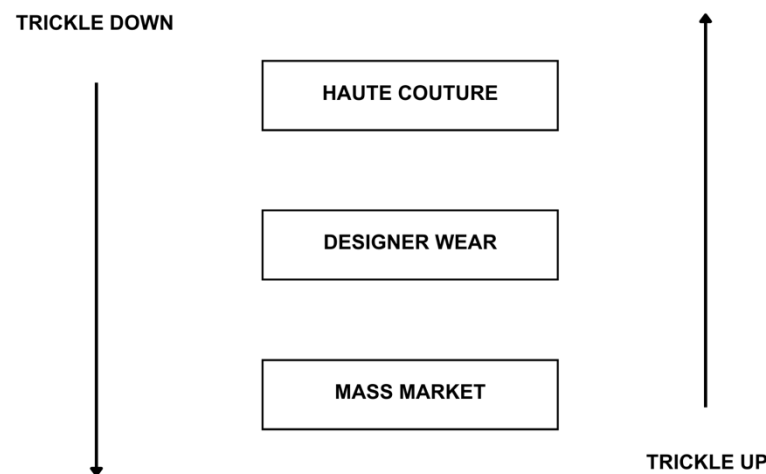 TRICKLE DOWN
HAUTE COUTURE
DESIGNER WEAR
MASS MARKET
TRICKLE UP